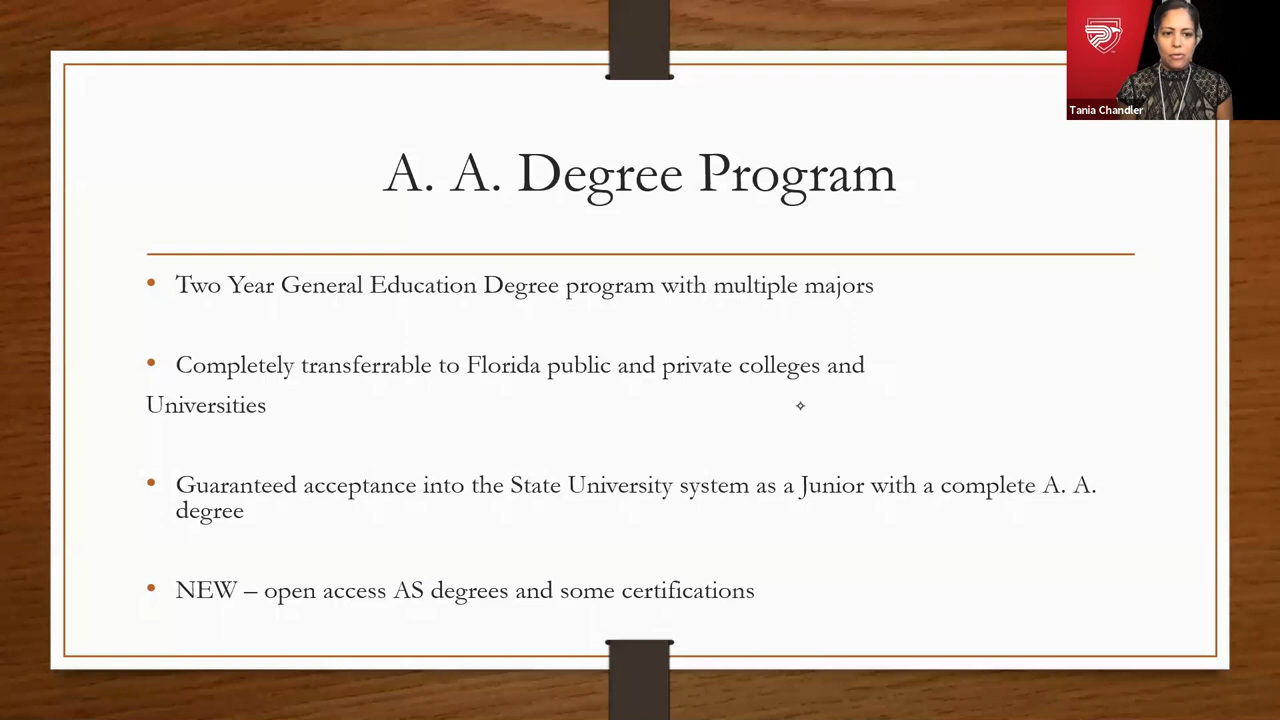 Tania Chandler
A. A. Degree Program
• Two Year General Education Degree program with multiple majors
• Completely transferrable to Florida public and private colleges and
Universities
• Guaranteed acceptance into the State University system as a Junior with a complete A. A.
degree
• NEW – open access AS degrees and some certifications